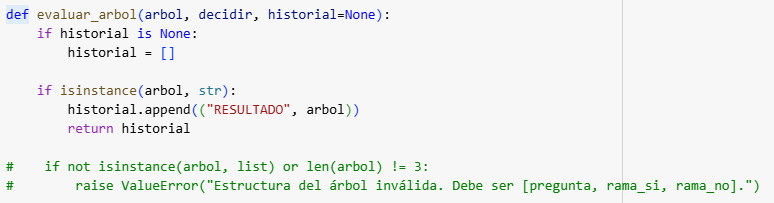 def evaluar_arbol(arbol, decidir, historial=None):
    if historial is None:
        historial = []
    if isinstance(arbol, str):
        historial.append(("RESULTADO", arbol))
        return historial
#    if not isinstance(arbol, list) or len(arbol) != 3:
#        raise ValueError("Estructura del árbol inválida. Debe ser [pregunta, rama_si, rama_no].")